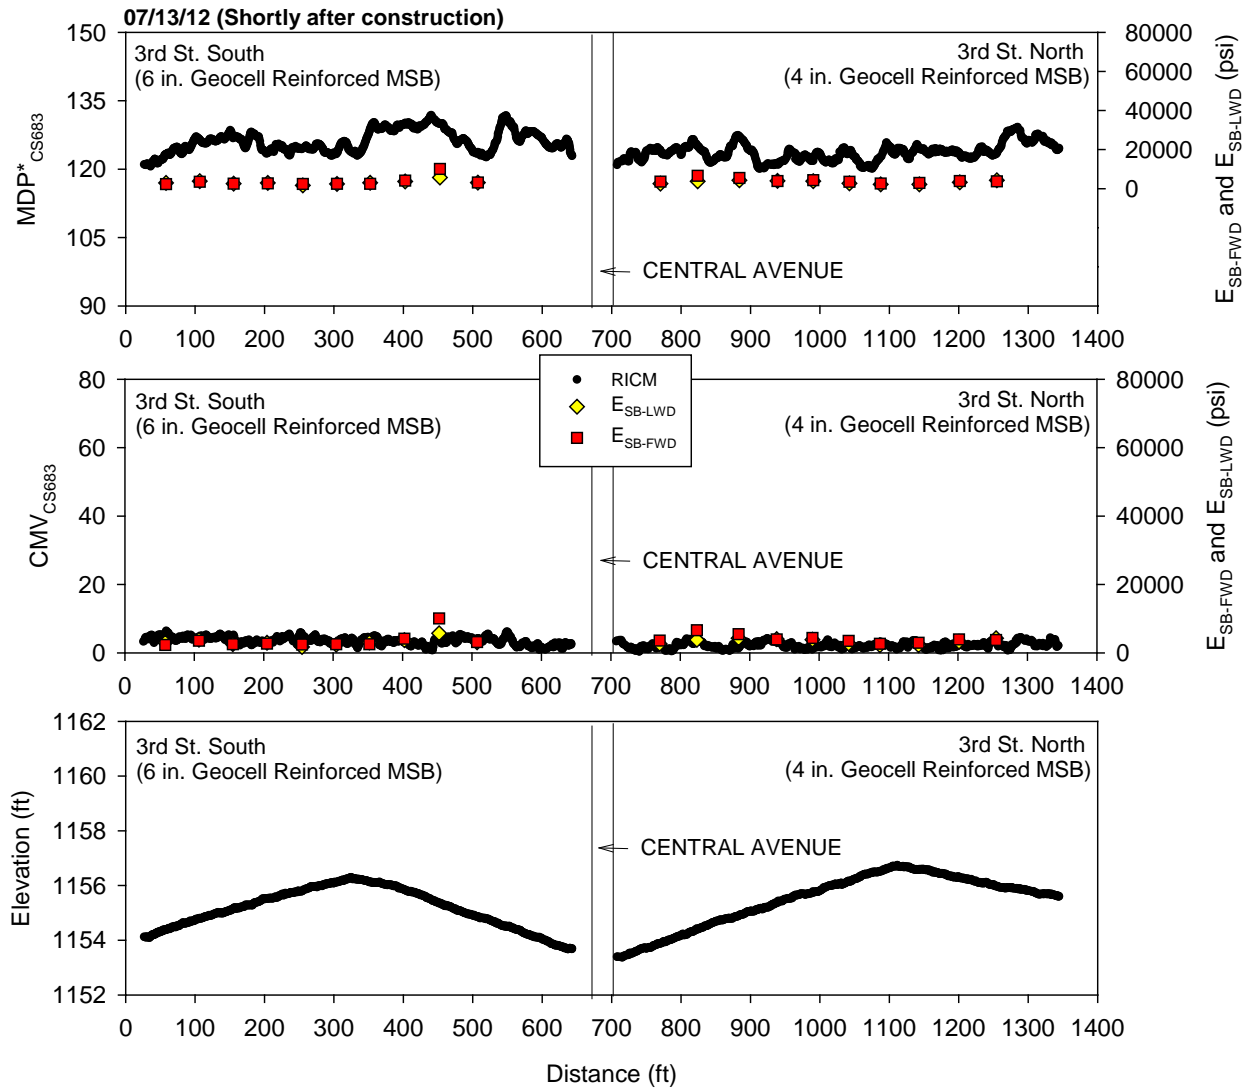 07/13/12 (Shortly after construction)
150
135
120
105
90
MDP*CS683
3rd St. South
(6 in. Geocell Reinforced MSB)
3rd St. North
(4 in. Geocell Reinforced MSB)
CENTRAL AVENUE
80000
60000
40000
20000
0
ESB-FWD and ESB-LWD (psi)
0 100 200 300 400 500 600 700 800 900 1000 1100 1200 1300 1400
RICM
ESB-LWD
ESB-FWD
80
60
40
20
0
CMVCS683
3rd St. South
(6 in. Geocell Reinforced MSB)
3rd St. North
(4 in. Geocell Reinforced MSB)
CENTRAL AVENUE
80000
60000
40000
20000
0
ESB-FWD and ESB-LWD (psi)
0 100 200 300 400 500 600 700 800 900 1000 1100 1200 1300 1400
1162
1160
1158
1156
1154
1152
Elevation (ft)
3rd St. South
(6 in. Geocell Reinforced MSB)
3rd St. North
(4 in. Geocell Reinforced MSB)
CENTRAL AVENUE
0 100 200 300 400 500 600 700 800 900 1000 1100 1200 1300 1400
Distance (ft)